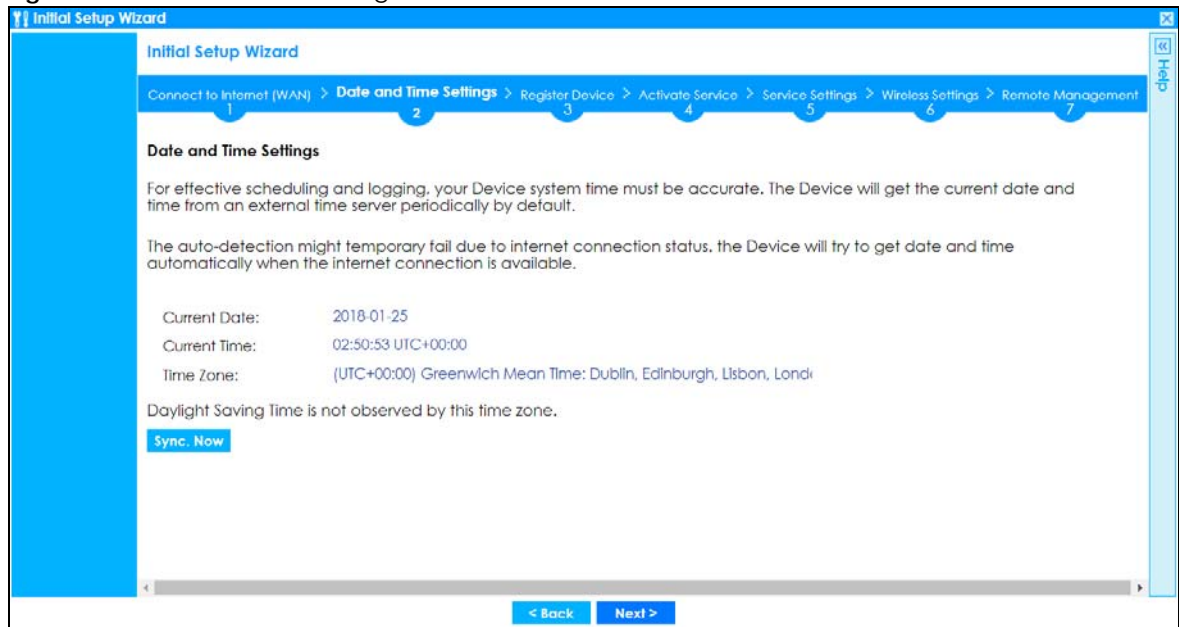 Initial Setup Wizard
Initial Setup Wizard
« Help
Connect to Internet (WAN) > Date and Time Settings > Register Device > Activate Service > Service Settings > Wireless Settings > Remote Management
1 2 3 4 5 6 7
Date and Time Settings
For effective scheduling and logging, your Device system time must be accurate. The Device will get the current date and
time from an external time server periodically by default.
The auto-detection might temporary fail due to internet connection status, the Device will try to get date and time
automatically when the internet connection is available.
Current Date: 2018-01-25
Current Time: 02:50:53 UTC+00:00
Time Zone: (UTC+00:00) Greenwich Mean Time: Dublin, Edinburgh, Lisbon, Lond
Daylight Saving Time is not observed by this time zone.
Sync. Now
< Back Next >